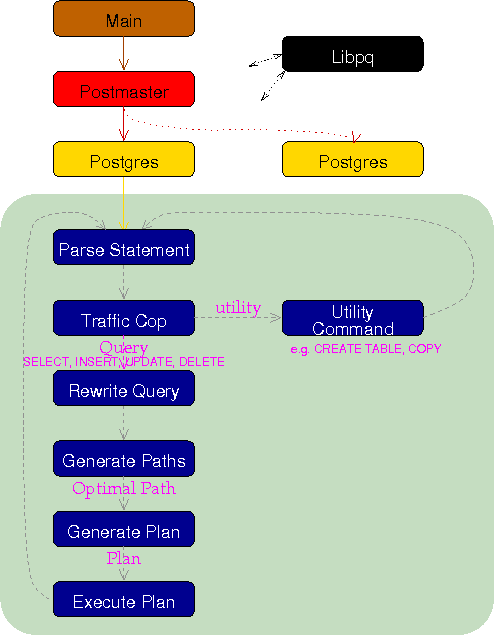 Main
Libpq
Postmaster
Postgres
Postgres
Parse Statement
utility
Traffic Cop
Utility
Command
Query
e.g. CREATE TABLE, COPY
SELECT, INSERT, UPDATE, DELETE
Rewrite Query
Generate Paths
Optimal Path
Generate Plan
Plan
Execute Plan